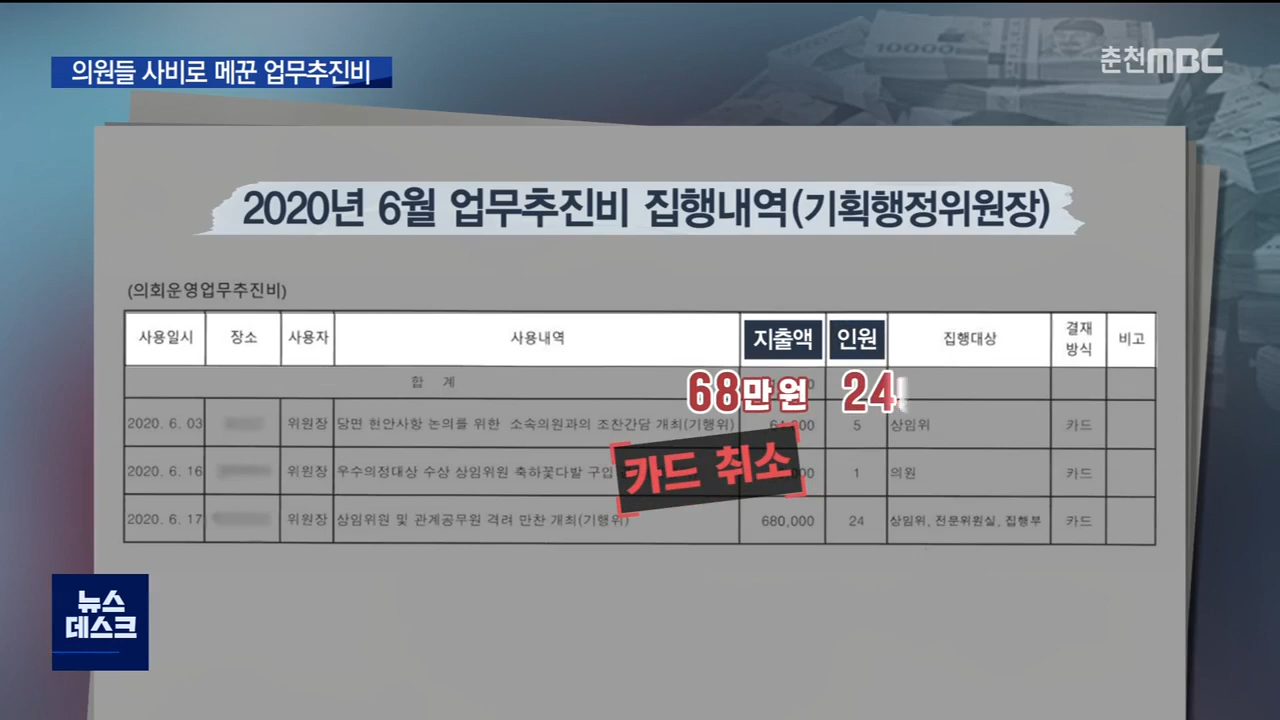 의원들 사비로 메꾼 업무추진비
춘천MBC
10000
2020년 6월 업무추진비 집행내역(기획행정위원장)
(의회운영업무추진비)
사용일시 장소 사용자 사용내역 지출액 인원 집행대상 결재방식 비고
합 계
68만원 24
2020. 6. 03 위원장 당면 현안사항 논의를 위한 소속의원과의 조찬간담 개최(기행위) 5 상임위 카드
카드 취소
2020. 6. 16 위원장 우수의정대상 수상 상임위원 축하꽃다발 구입 1 의원 카드
2020. 6. 17 위원장 상임위원 및 관계공무원 격려 만찬 개최(기행위) 680,000 24 상임위, 전문위원실, 집행부 카드
뉴스
데스크